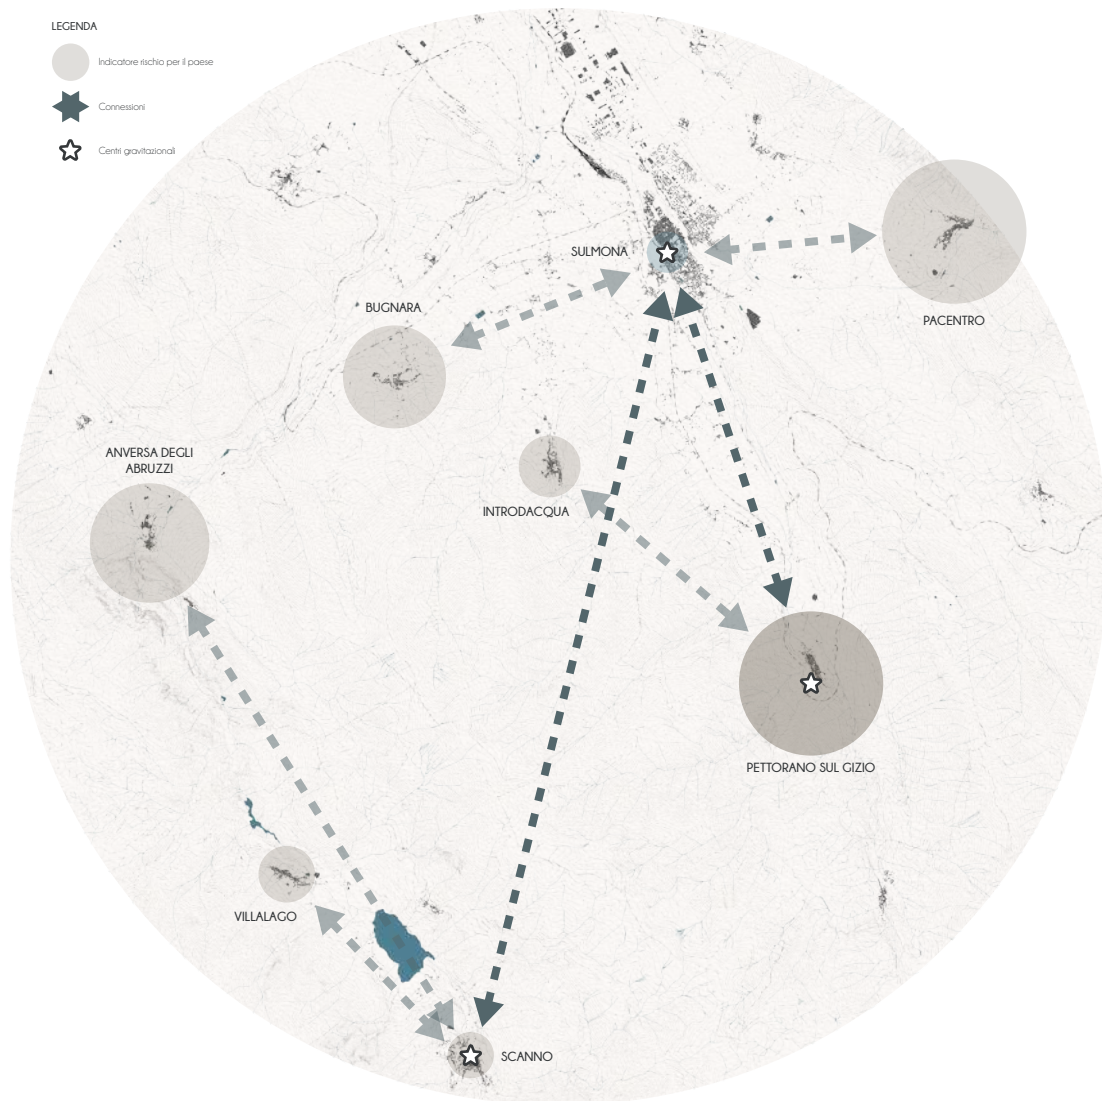 LEGENDA
Indicatore rischio per il paese
Connessioni
Centri gravitazionali
SULMONA
BUGNARA
PACENTRO
ANVERSA DEGLI
ABRUZZI
INTRODACQUA
PETTORANO SUL GIZIO
VILLALAGO
SCANNO